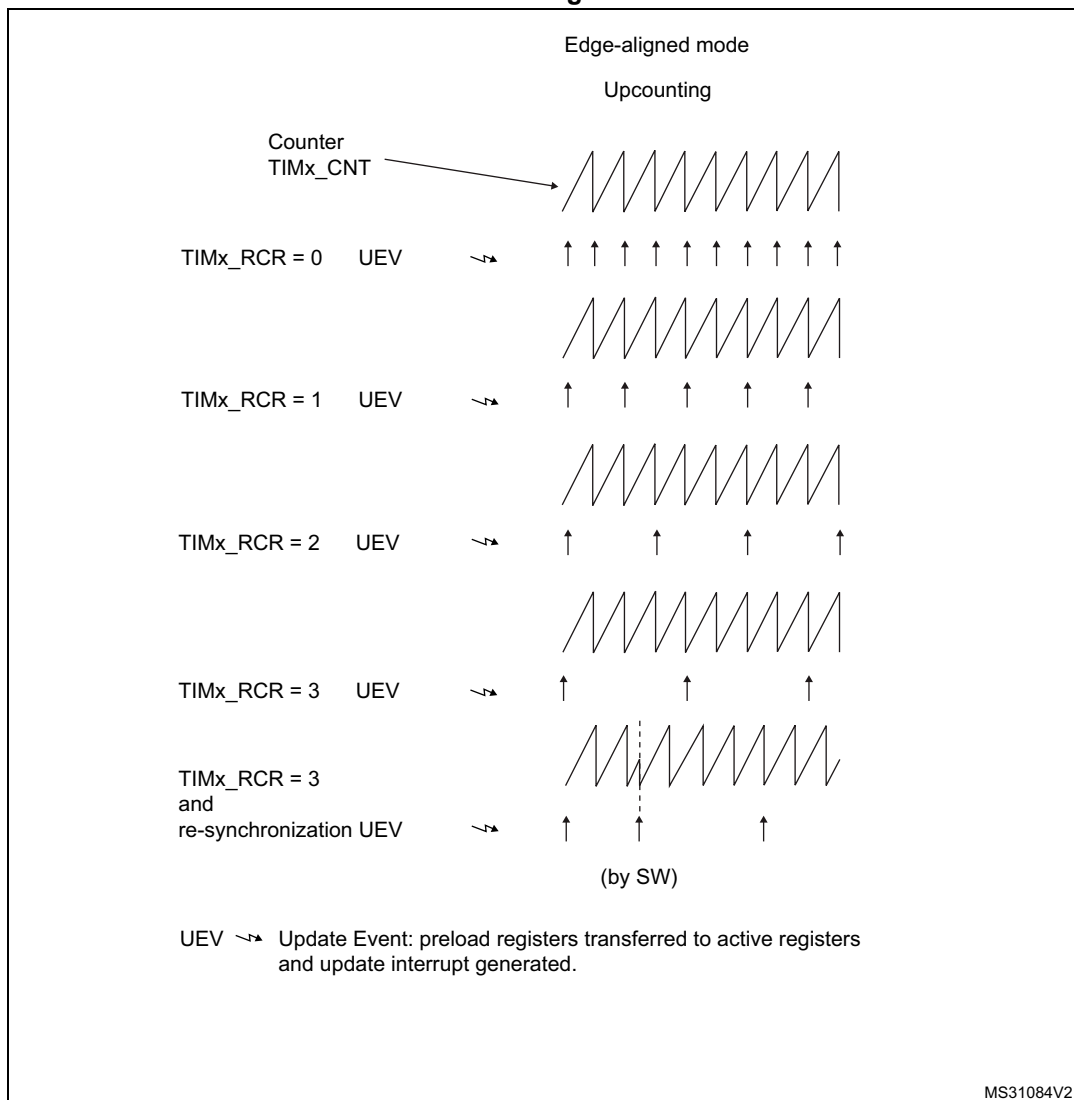 Edge-aligned mode
Upcounting
Counter
TIMx_CNT
TIMx_RCR = 0 UEV
TIMx_RCR = 1 UEV
TIMx_RCR = 2 UEV
TIMx_RCR = 3 UEV
TIMx_RCR = 3
and
re-synchronization UEV
(by SW)
UEV Update Event: preload registers transferred to active registers
and update interrupt generated.
MS31084V2